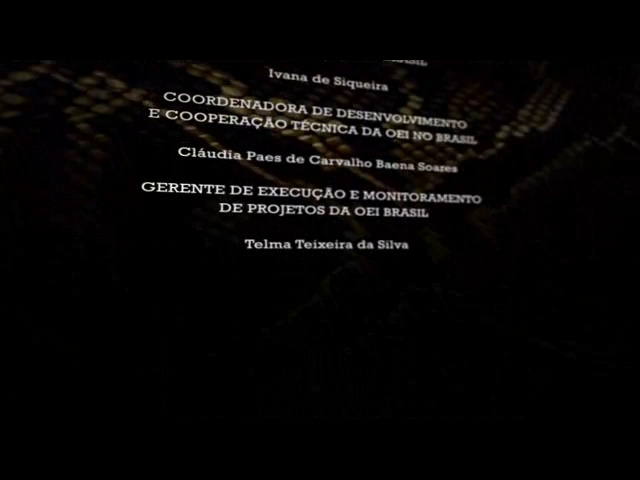 BRASIL
Ivana de Siqueira
COORDENADORA DE DESENVOLVIMENTO
E COOPERAÇÃO TÉCNICA DA OEI NO BRASIL
Cláudia Paes de Carvalho Baena Soares
GERENTE DE EXECUÇÃO E MONITORAMENTO
DE PROJETOS DA OEI BRASIL
Telma Teixeira da Silva